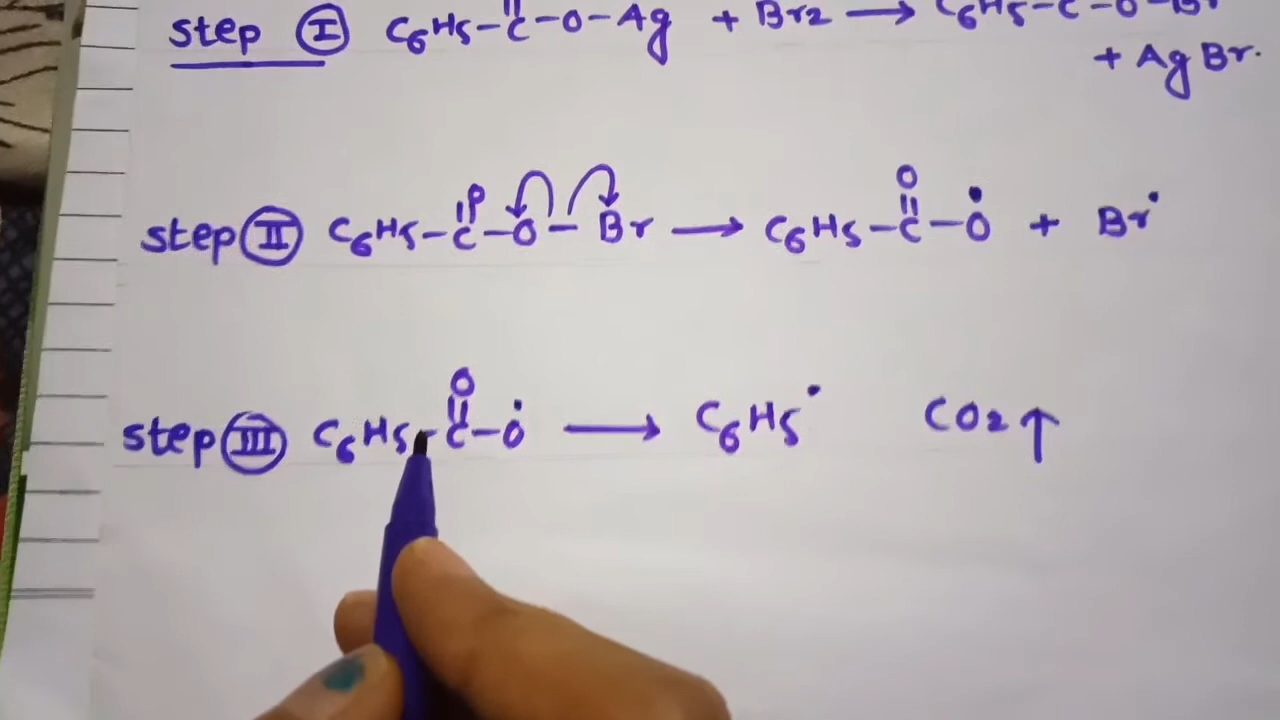 step I C6H5-C-O-Ag + Br2 → C6H5-C-O-Br
+ AgBr.
O
step II C6H5-C-O-Br → C6H5-C-O• + Br•
O
step III C6H5-C-O• → C6H5• CO2↑